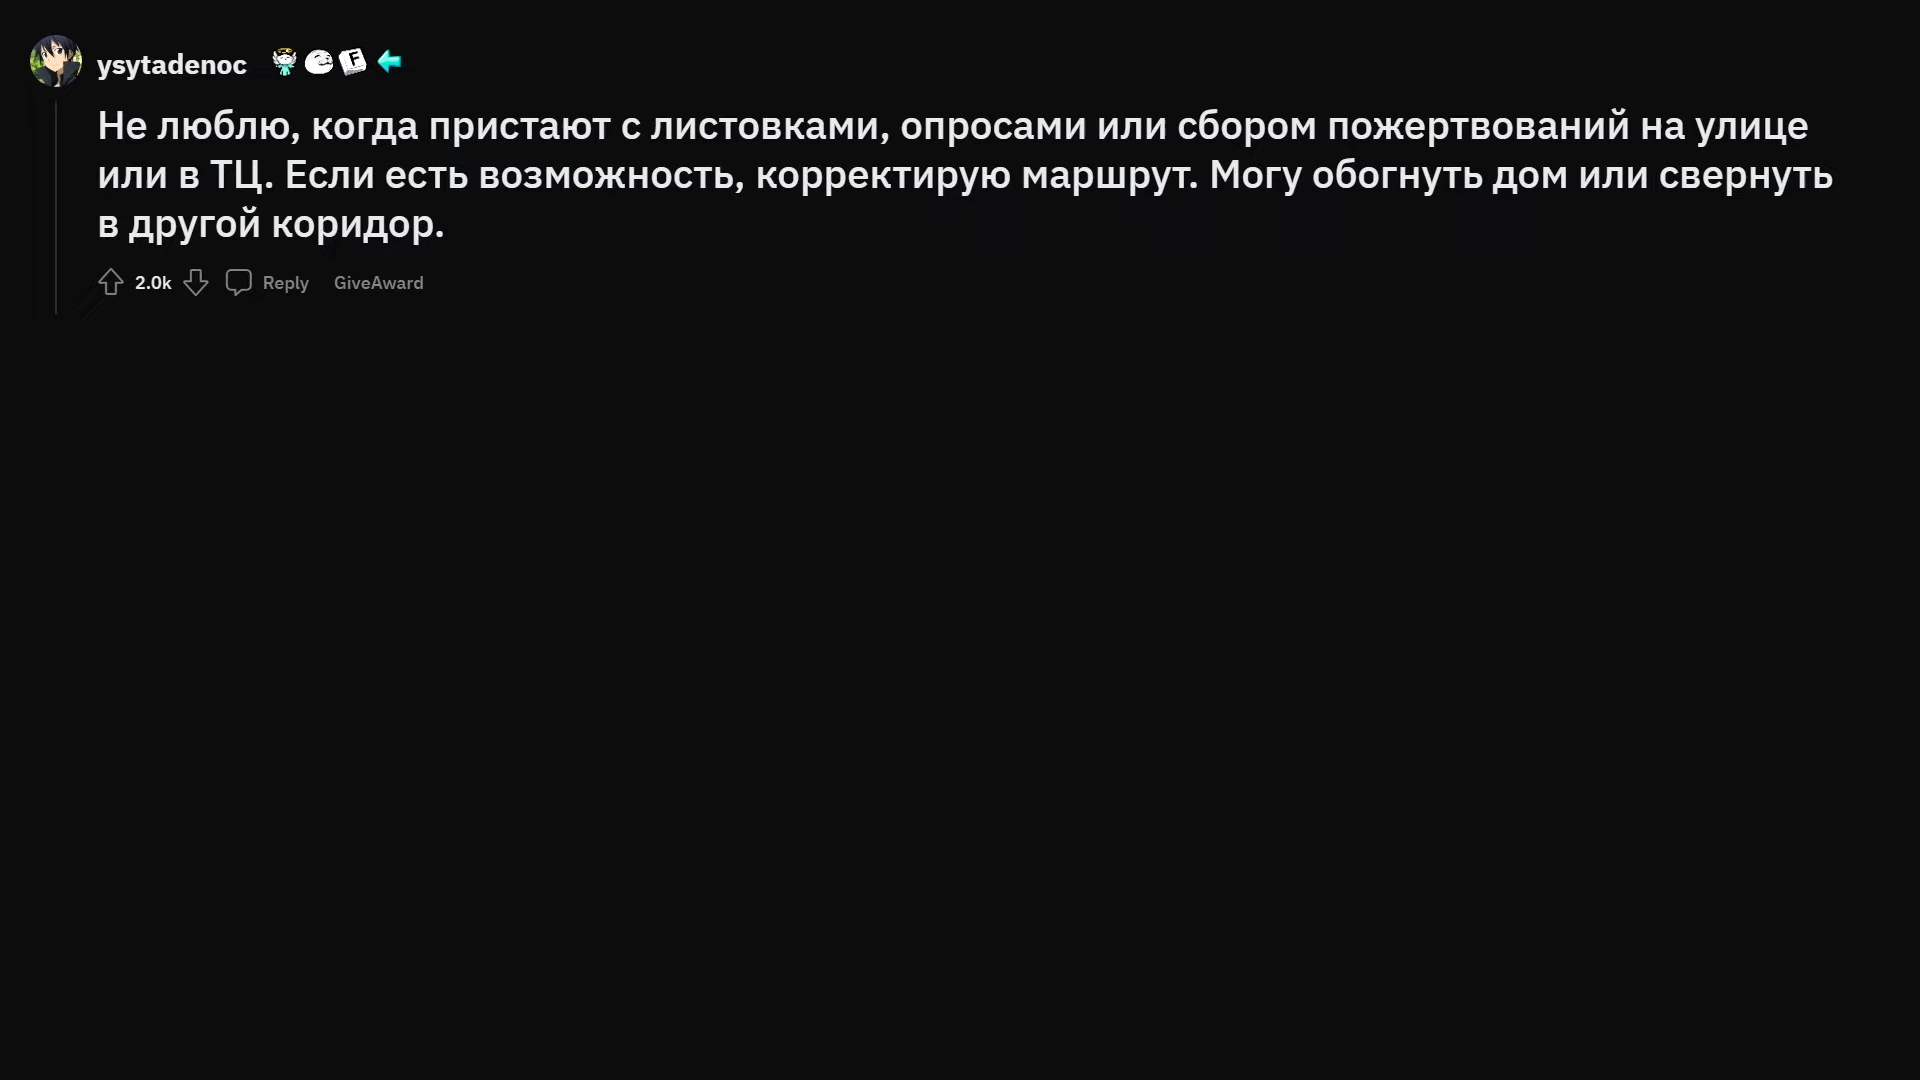 ysytadenoc
Не люблю, когда пристают с листовками, опросами или сбором пожертвований на улице
или в ТЦ. Если есть возможность, корректирую маршрут. Могу обогнуть дом или свернуть
в другой коридор.
2.0k Reply GiveAward